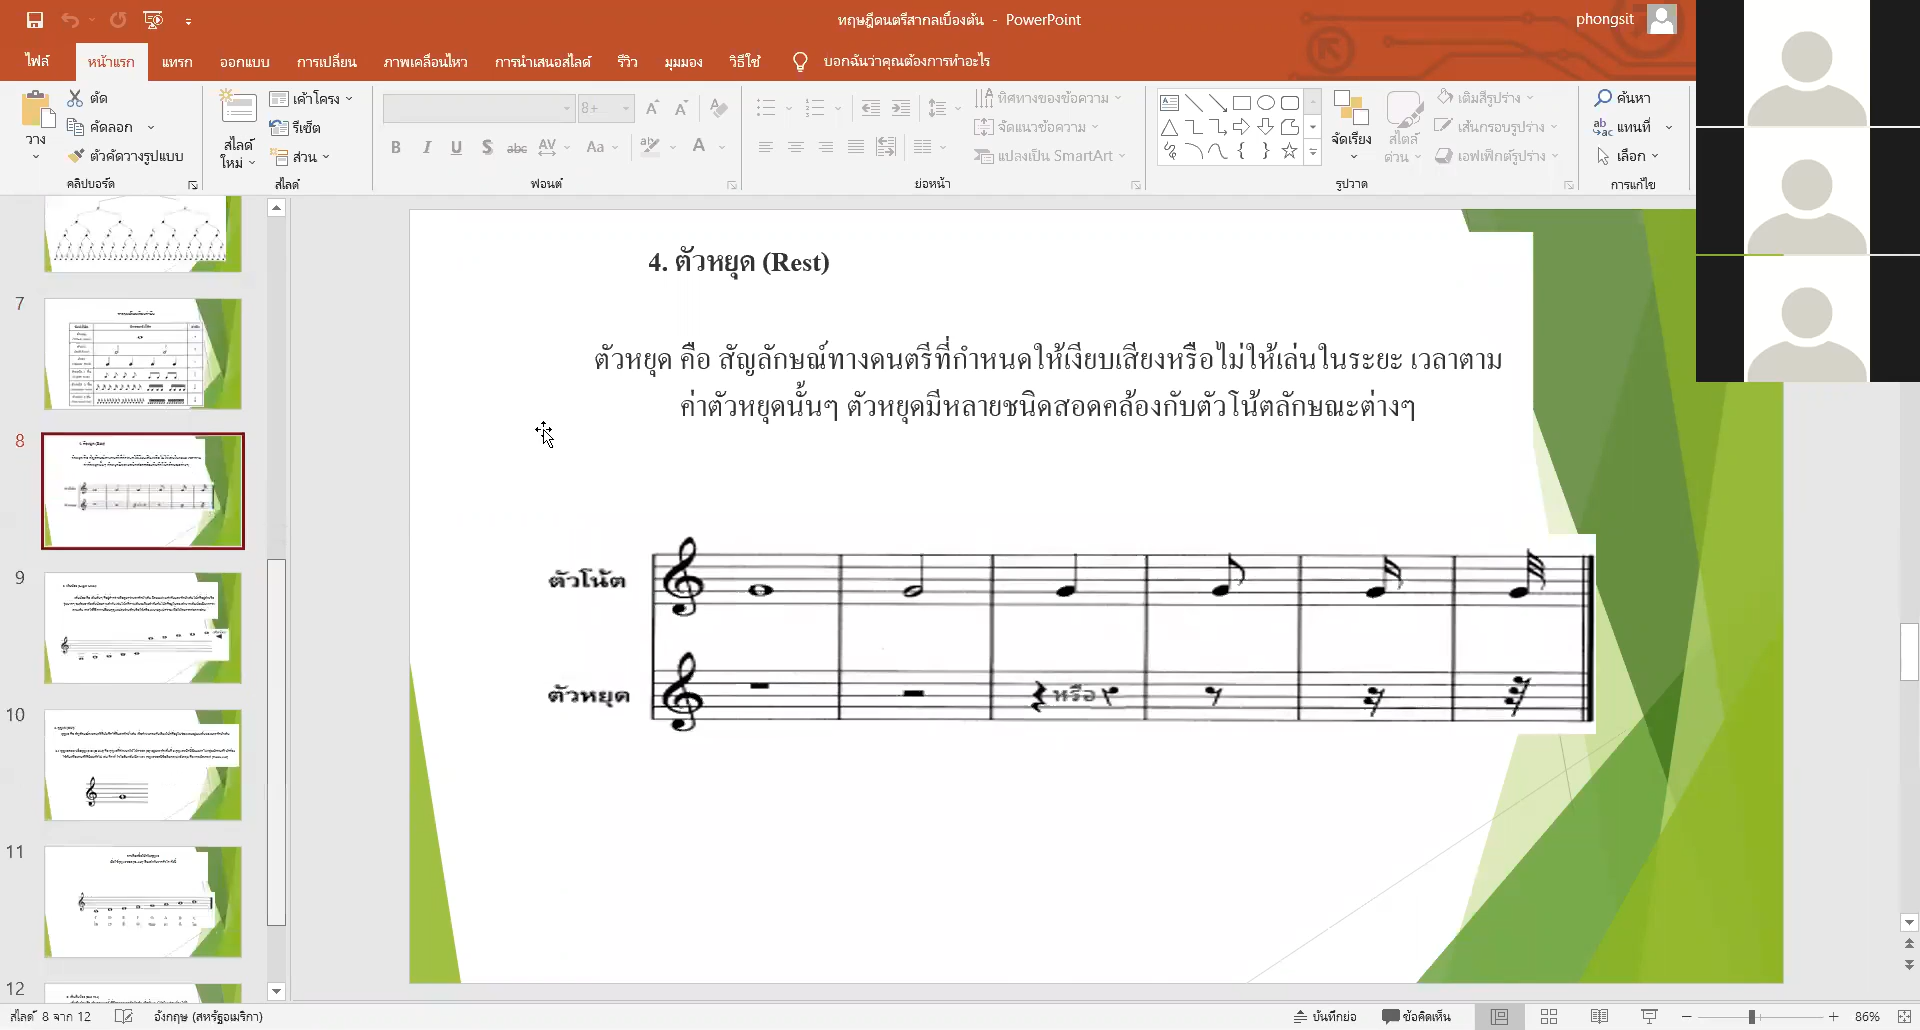 ทฤษฎีดนตรีสากลเบื้องต้น - PowerPoint
phongsit
ไฟล์ หน้าแรก แทรก ออกแบบ การเปลี่ยน ภาพเคลื่อนไหว การนำเสนอสไลด์ รีวิว มุมมอง วิธีใช้ บอกฉันว่าคุณต้องการทำอะไร
วาง
ตัด
คัดลอก
ตัวคัดวางรูปแบบ
คลิปบอร์ด
สไลด์
ใหม่
เค้าโครง
รีเซ็ต
ส่วน
สไลด์
8+
B I U S abc AV Aa A
ฟอนต์
ทิศทางของข้อความ
จัดแนวข้อความ
แปลงเป็น SmartArt
ย่อหน้า
จัดเรียง
สไตล์
ด่วน
เติมสีรูปร่าง
เส้นกรอบรูปร่าง
เอฟเฟ็กต์รูปร่าง
รูปวาด
ค้นหา
แทนที่
เลือก
การแก้ไข
7
8
9
10
11
12
4. ตัวหยุด (Rest)
ตัวหยุด คือ สัญลักษณ์ทางดนตรีที่กำหนดให้เงียบเสียงหรือไม่ให้เล่นในระยะ เวลาตาม
ค่าตัวหยุดนั้นๆ ตัวหยุดมีหลายชนิดสอดคล้องกับตัวโน้ตลักษณะต่างๆ
ตัวโน้ต
ตัวหยุด
หรือ
สไลด์ 8 จาก 12
อังกฤษ (สหรัฐอเมริกา)
บันทึกย่อ
ข้อคิดเห็น
86%